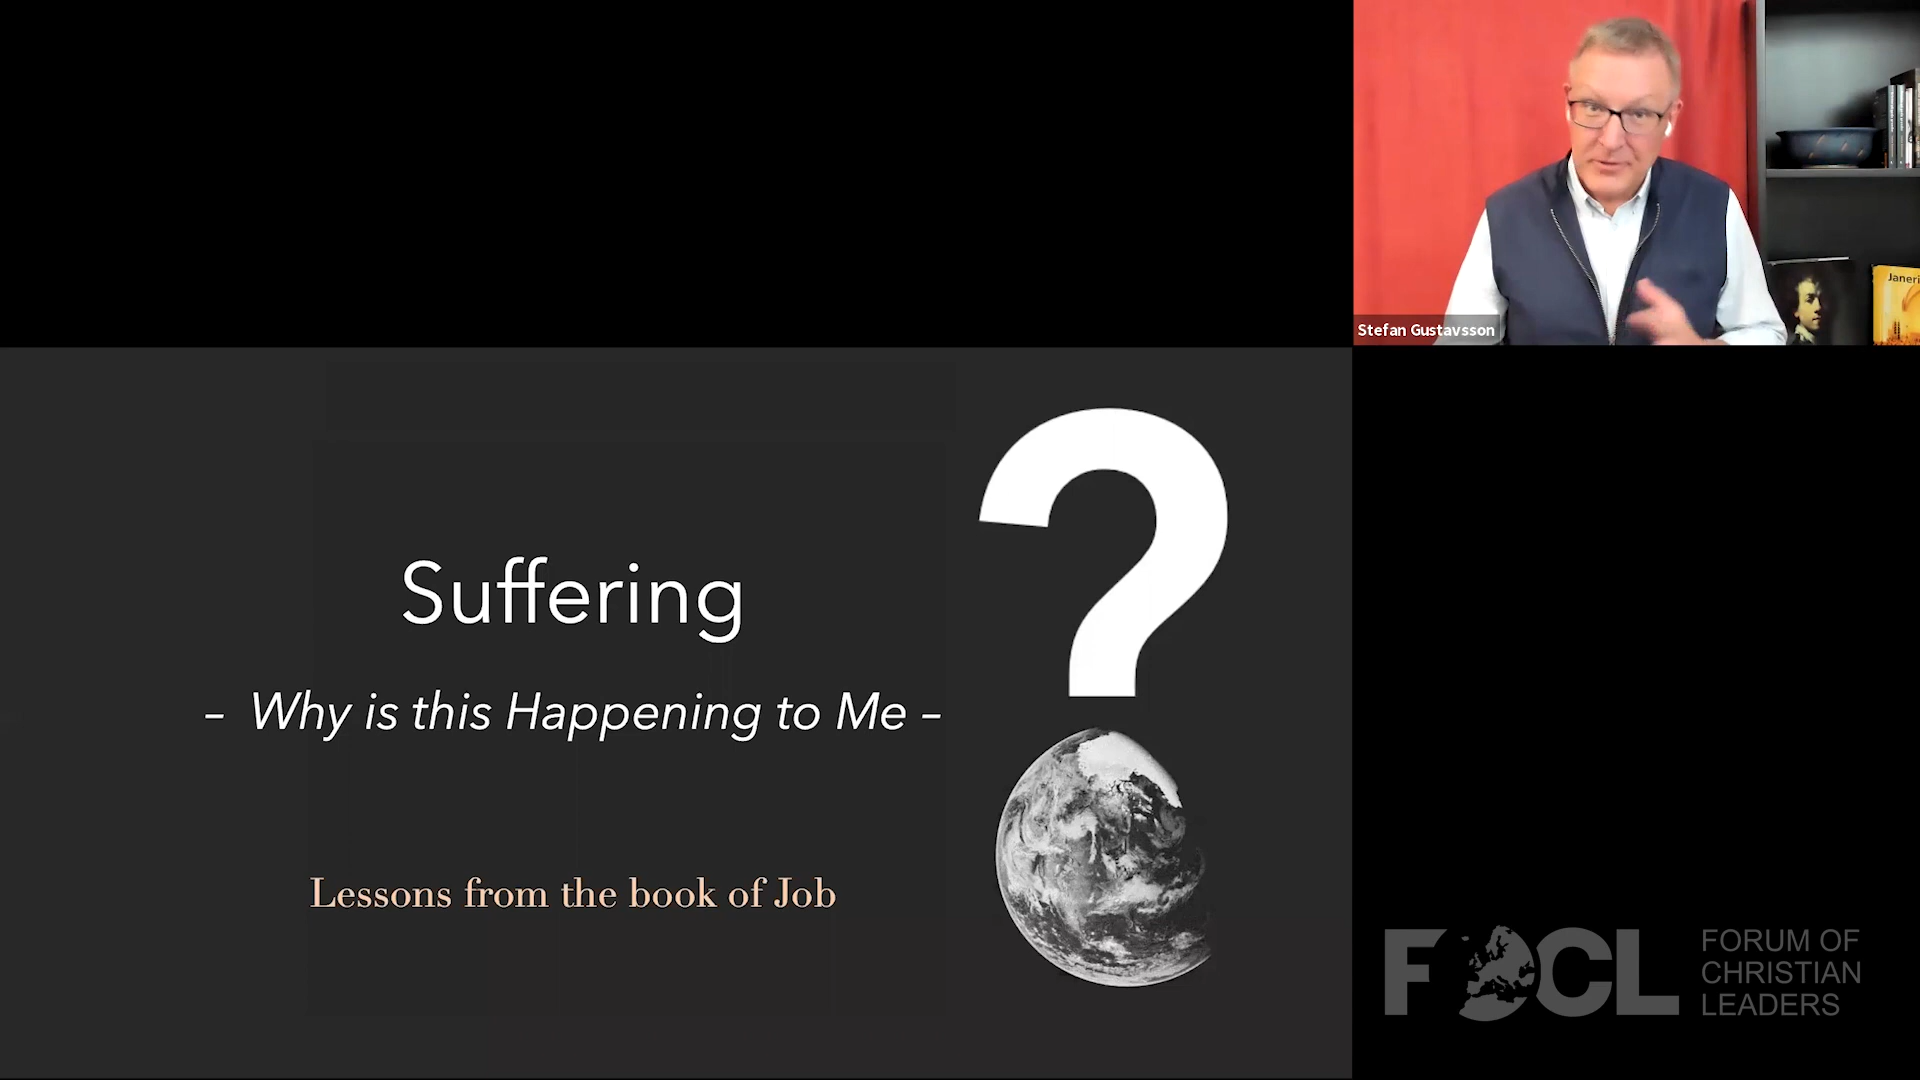 Stefan Gustavsson
Janeri
Suffering
– Why is this Happening to Me –
?
Lessons from the book of Job
FOCL
FORUM OF
CHRISTIAN
LEADERS